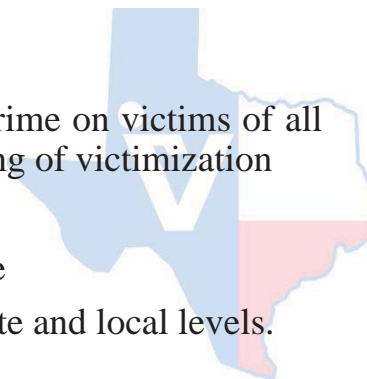 rime on victims of all
ng of victimization
e
te and local levels.